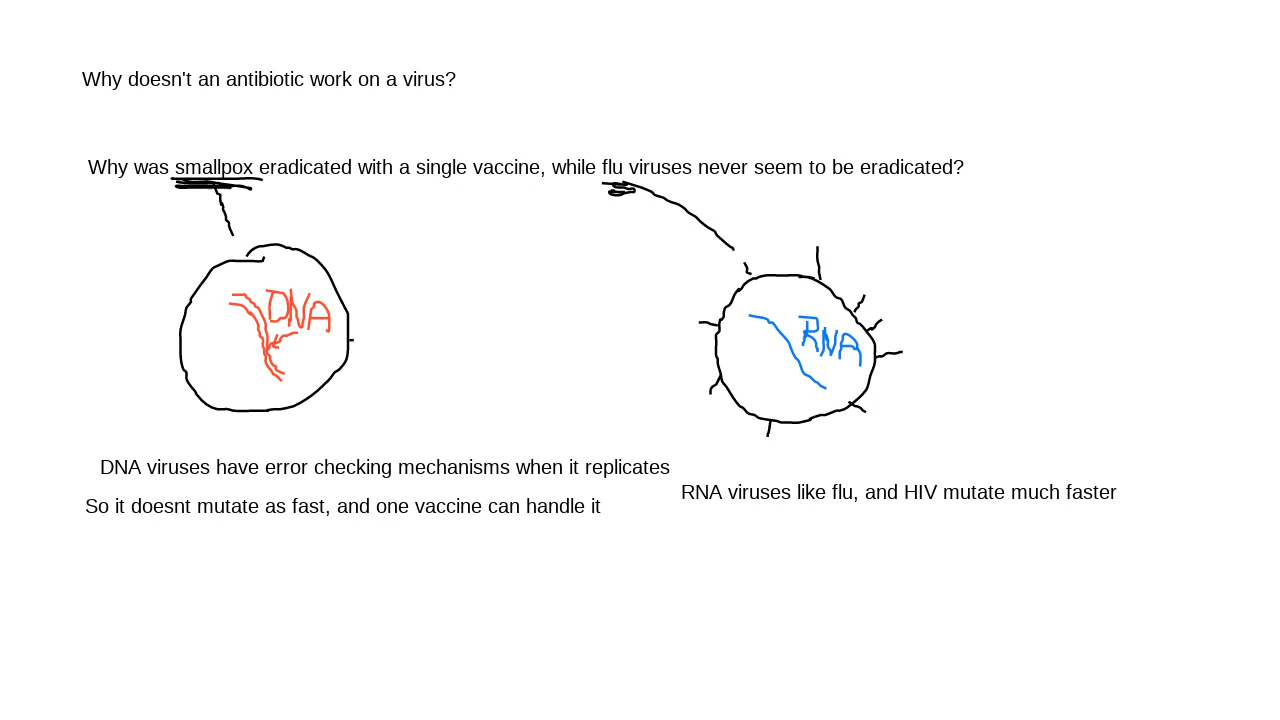 Why doesn't an antibiotic work on a virus?
Why was smallpox eradicated with a single vaccine, while flu viruses never seem to be eradicated?
DNA
RNA
DNA viruses have error checking mechanisms when it replicates
So it doesnt mutate as fast, and one vaccine can handle it
RNA viruses like flu, and HIV mutate much faster